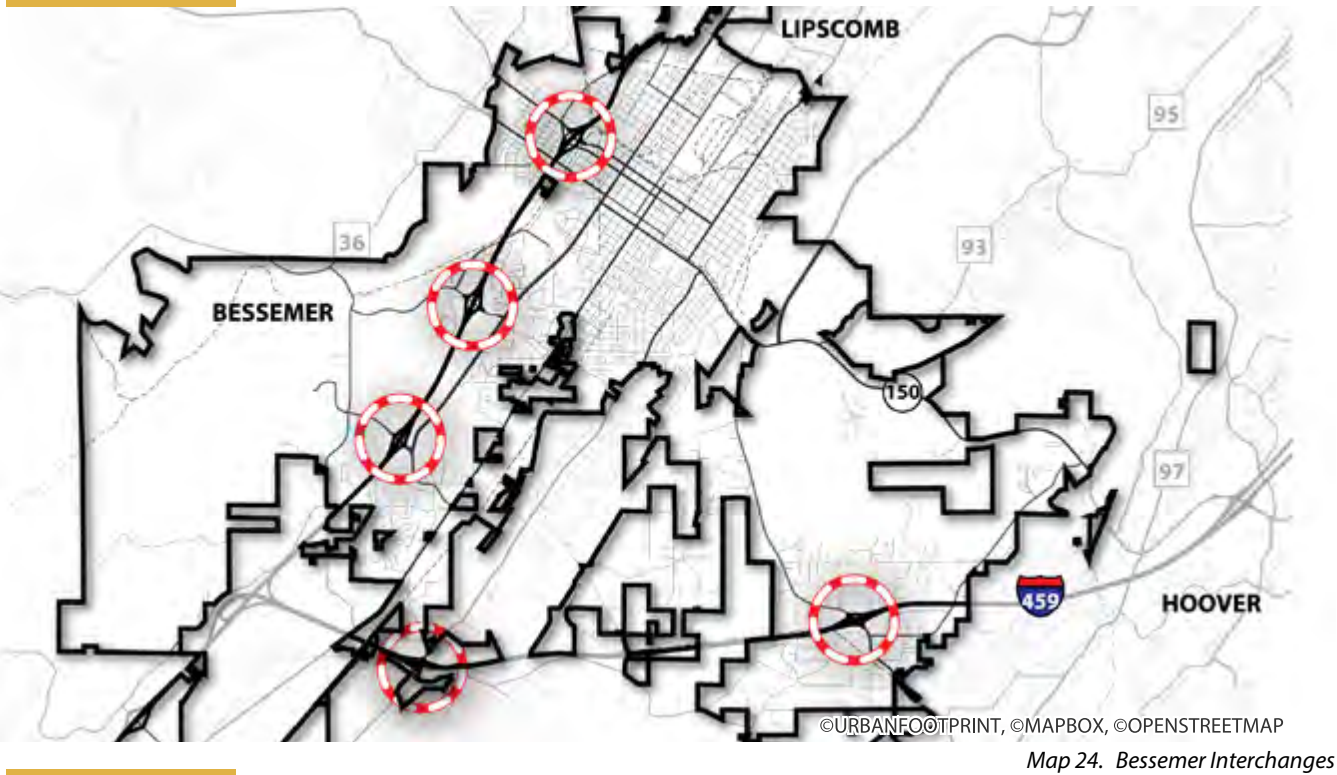 LIPSCOMB
95
36
93
BESSEMER
150
97
459
HOOVER
©URBANFOOTPRINT, ©MAPBOX, ©OPENSTREETMAP
Map 24. Bessemer Interchanges